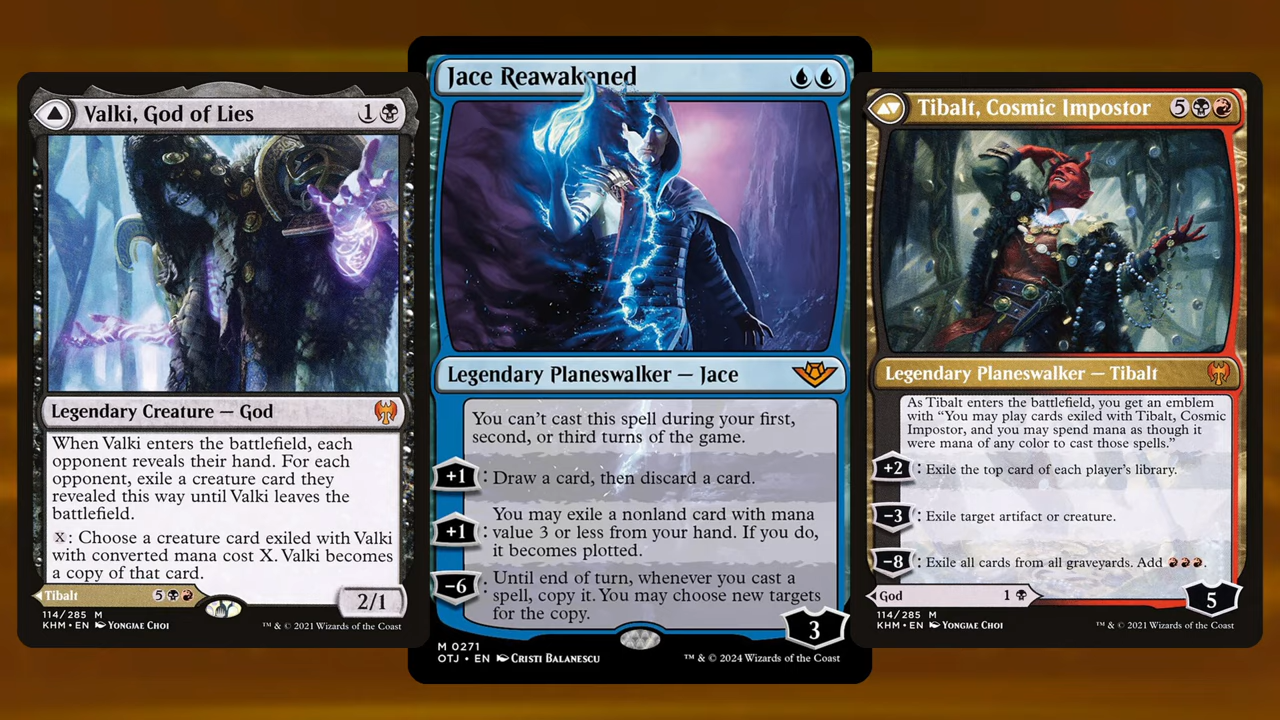 Valki, God of Lies 1
Legendary Creature — God
When Valki enters the battlefield, each
opponent reveals their hand. For each
opponent, exile a creature card they
revealed this way until Valki leaves the
battlefield.
X: Choose a creature card exiled with Valki
with converted mana cost X. Valki becomes
a copy of that card.
Tibalt 5
2/1
114/285 M
KHM • EN Yongjae Choi
™ & © 2021 Wizards of the Coast
Jace Reawakened
Legendary Planeswalker — Jace
You can't cast this spell during your first,
second, or third turns of the game.
+1: Draw a card, then discard a card.
You may exile a nonland card with mana
+1: value 3 or less from your hand. If you do,
it becomes plotted.
Until end of turn, whenever you cast a
−6: spell, copy it. You may choose new targets
for the copy.
3
M 0271
OTJ • EN Cristi Balanescu
™ & © 2024 Wizards of the Coast
Tibalt, Cosmic Impostor 5
Legendary Planeswalker — Tibalt
As Tibalt enters the battlefield, you get an emblem
with “You may play cards exiled with Tibalt, Cosmic
Impostor, and you may spend mana as though it
were mana of any color to cast those spells.”
+2: Exile the top card of each player's library.
−3: Exile target artifact or creature.
−8: Exile all cards from all graveyards. Add .
God 1
5
114/285 M
KHM • EN Yongjae Choi
™ & © 2021 Wizards of the Coast